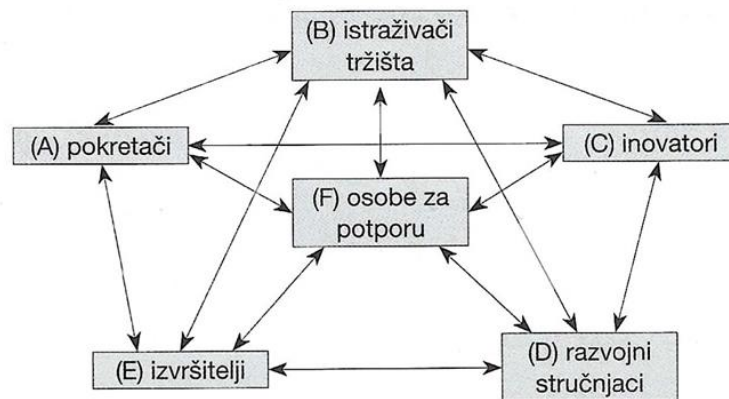 (B) istraživači
tržišta
(A) pokretači
(C) inovatori
(F) osobe za
potporu
(E) izvršitelji
(D) razvojni
stručnjaci